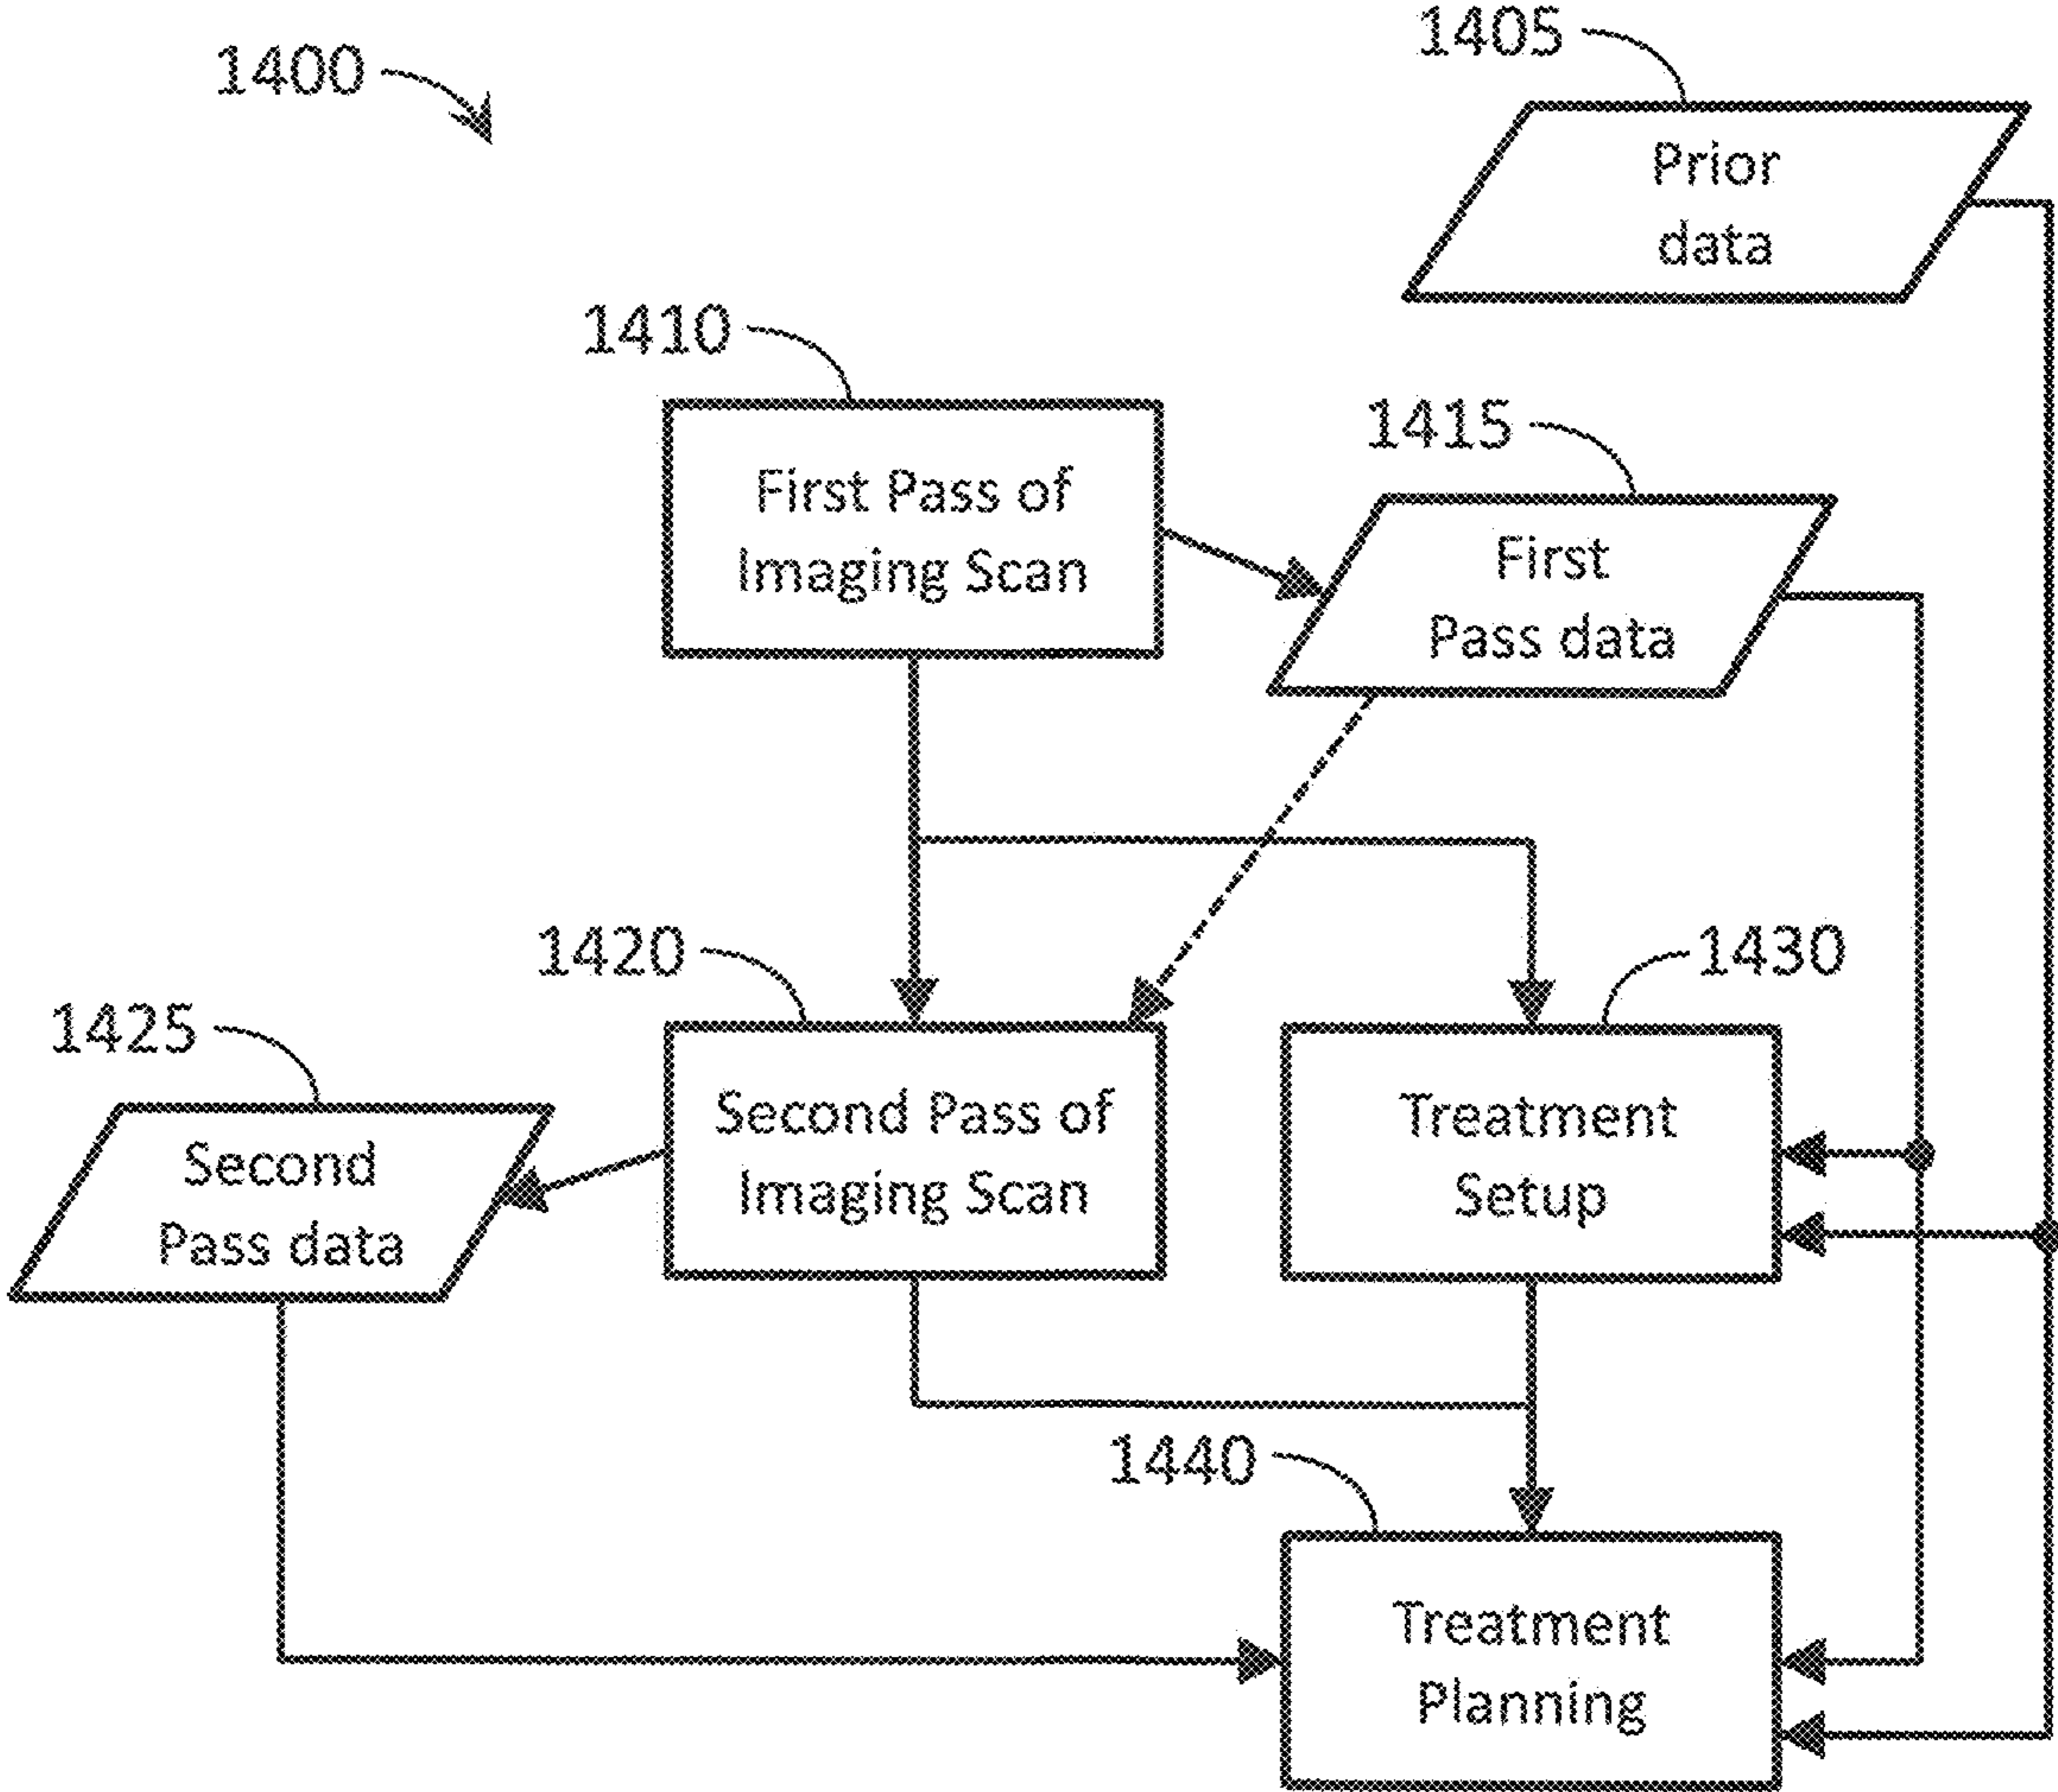 1400
1405
Prior
data
1410
First Pass of
Imaging Scan
1415
First
Pass data
1420
Second Pass of
Imaging Scan
1425
Second
Pass data
1430
Treatment
Setup
1440
Treatment
Planning